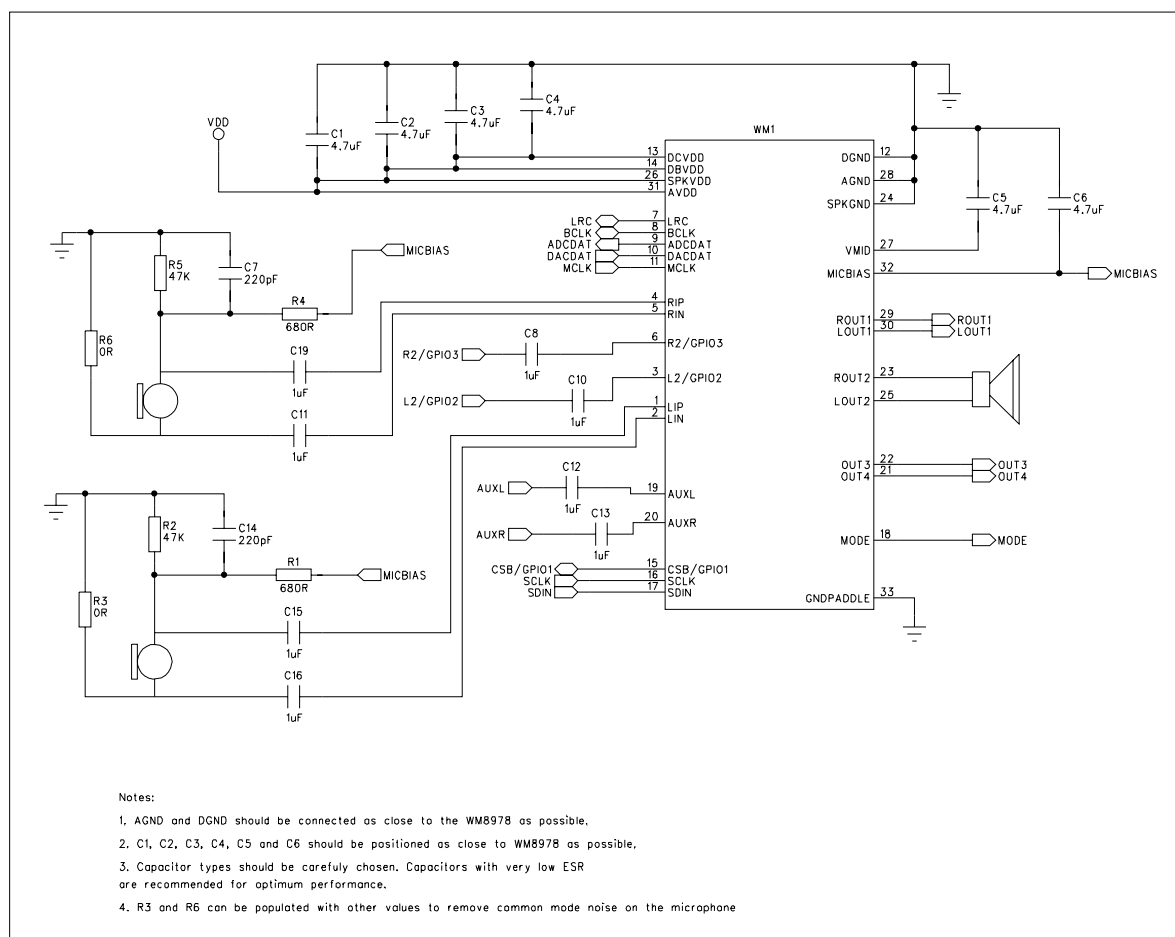 VDD
C1
4.7uF
C2
4.7uF
C3
4.7uF
C4
4.7uF
WM1
13 DCVDD
14 DBVDD
26 SPKVDD
31 AVDD
DGND 12
AGND 28
SPKGND 24
C5
4.7uF
C6
4.7uF
VMID 27
MICBIAS 32 MICBIAS
LRC 7 LRC
BCLK 8 BCLK
ADCDAT 9 ADCDAT
DACDAT 10 DACDAT
MCLK 11 MCLK
R5
47K
C7
220pF
MICBIAS
R4
680R
R6
0R
4 RIP
5 RIN
C19
1uF
C11
1uF
R2/GPIO3
C8
1uF
6 R2/GPIO3
L2/GPIO2
C10
1uF
3 L2/GPIO2
1 LIP
2 LIN
ROUT1 29 ROUT1
LOUT1 30 LOUT1
ROUT2 23
LOUT2 25
OUT3 22 OUT3
OUT4 21 OUT4
AUXL
C12
1uF
19 AUXL
AUXR
C13
1uF
20 AUXR
MODE 18 MODE
CSB/GPIO1 15 CSB/GPIO1
SCLK 16 SCLK
SDIN 17 SDIN
GNDPADDLE 33
R2
47K
C14
220pF
R1
680R
MICBIAS
R3
0R
C15
1uF
C16
1uF
Notes:
1. AGND and DGND should be connected as close to the WM8978 as possible.
2. C1, C2, C3, C4, C5 and C6 should be positioned as close to WM8978 as possible.
3. Capacitor types should be carefuly chosen. Capacitors with very low ESR
are recommended for optimum performance.
4. R3 and R6 can be populated with other values to remove common mode noise on the microphone